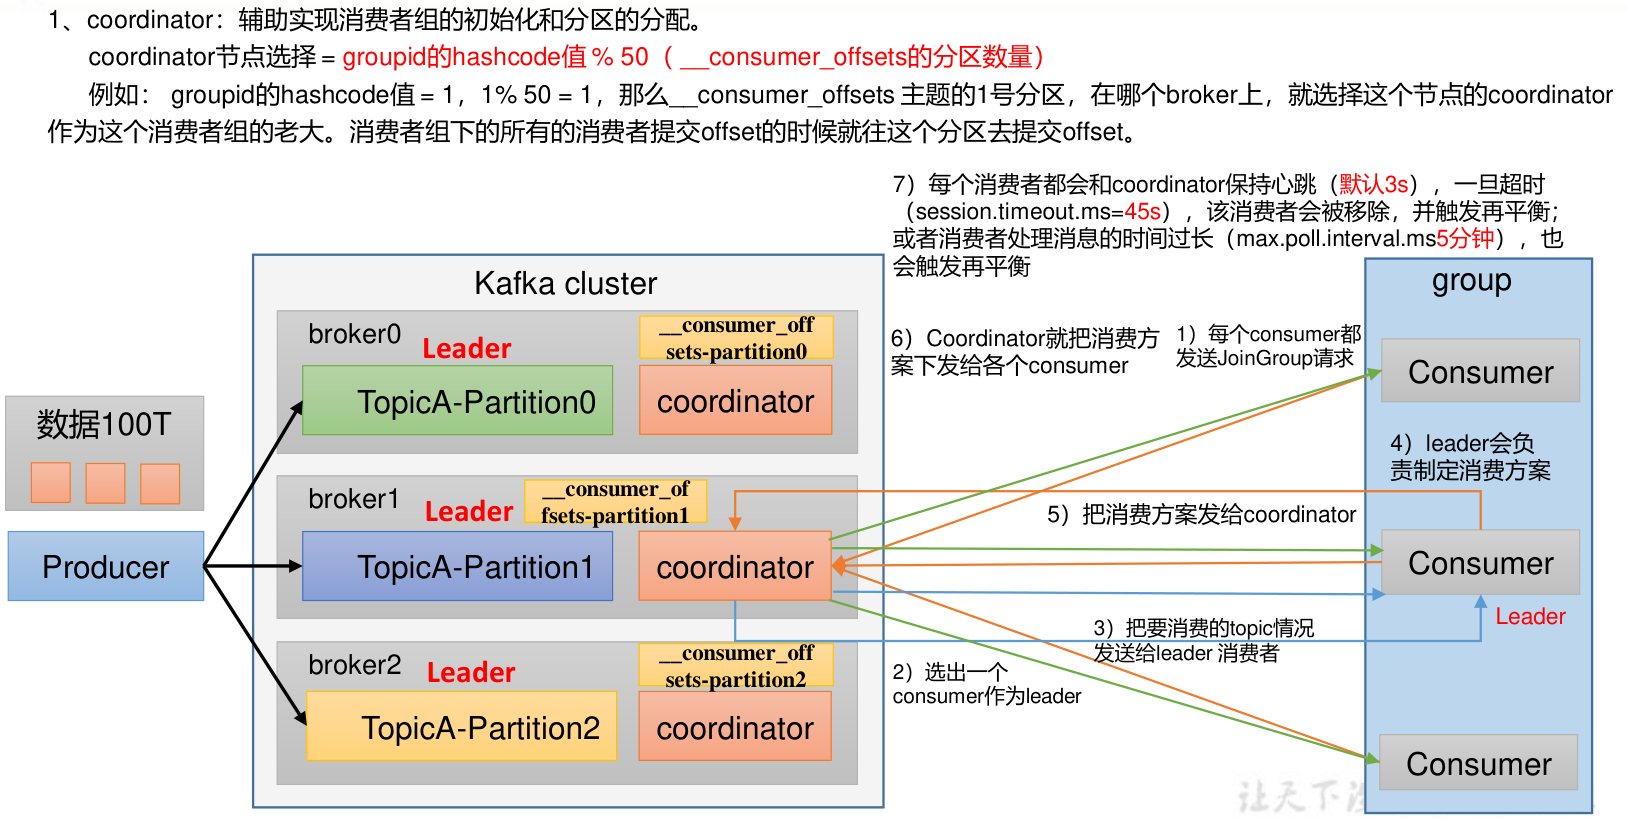 1、coordinator：辅助实现消费者组的初始化和分区的分配。
coordinator节点选择 = groupid的hashcode值 % 50（ __consumer_offsets的分区数量）
例如： groupid的hashcode值 = 1，1% 50 = 1，那么__consumer_offsets 主题的1号分区，在哪个broker上，就选择这个节点的coordinator
作为这个消费者组的老大。消费者组下的所有的消费者提交offset的时候就往这个分区去提交offset。
7）每个消费者都会和coordinator保持心跳（默认3s），一旦超时
（session.timeout.ms=45s），该消费者会被移除，并触发再平衡；
或者消费者处理消息的时间过长（max.poll.interval.ms5分钟），也
会触发再平衡
Kafka cluster
group
broker0
Leader
__consumer_off
sets-partition0
TopicA-Partition0
coordinator
6）Coordinator就把消费方
案下发给各个consumer
1）每个consumer都
发送JoinGroup请求
Consumer
数据100T
4）leader会负
责制定消费方案
broker1
Leader
__consumer_of
fsets-partition1
5）把消费方案发给coordinator
Producer
TopicA-Partition1
coordinator
Consumer
Leader
3）把要消费的topic情况
发送给leader 消费者
broker2
Leader
__consumer_off
sets-partition2
2）选出一个
consumer作为leader
TopicA-Partition2
coordinator
Consumer
让天下